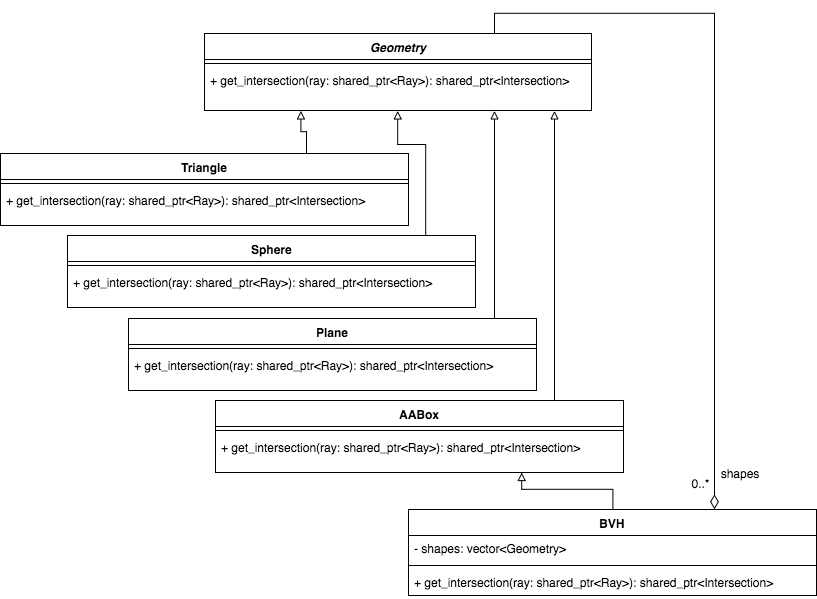 Geometry
+ get_intersection(ray: shared_ptr<Ray>): shared_ptr<Intersection>
Triangle
+ get_intersection(ray: shared_ptr<Ray>): shared_ptr<Intersection>
Sphere
+ get_intersection(ray: shared_ptr<Ray>): shared_ptr<Intersection>
Plane
+ get_intersection(ray: shared_ptr<Ray>): shared_ptr<Intersection>
AABox
+ get_intersection(ray: shared_ptr<Ray>): shared_ptr<Intersection>
shapes
0..*
BVH
- shapes: vector<Geometry>
+ get_intersection(ray: shared_ptr<Ray>): shared_ptr<Intersection>